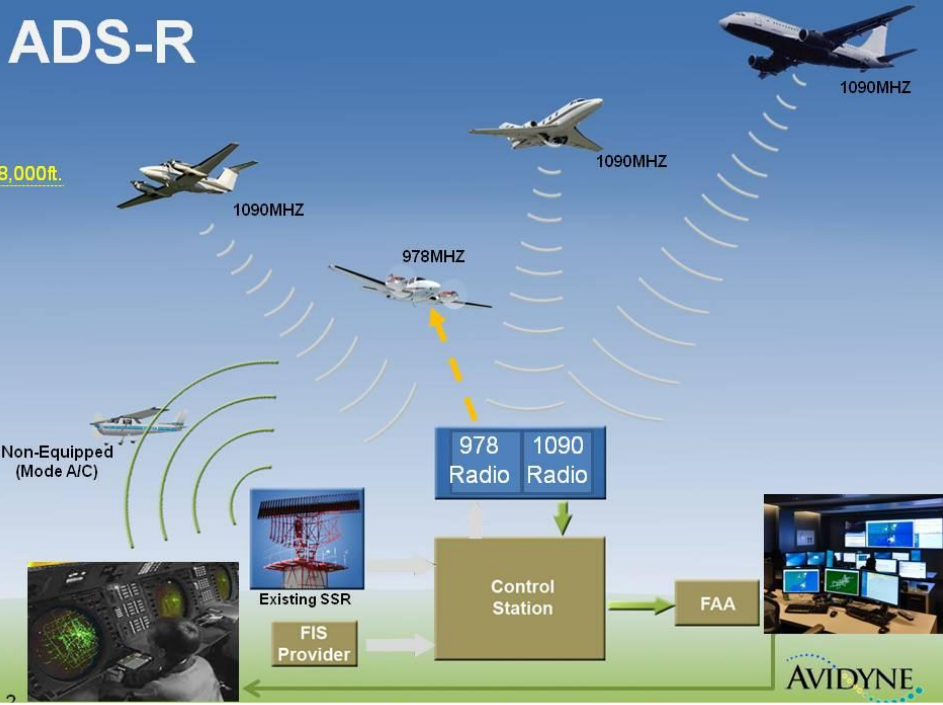 ADS-R
1090MHZ
1090MHZ
8,000ft.
1090MHZ
978MHZ
Non-Equipped
(Mode A/C)
978
Radio
1090
Radio
Existing SSR
Control
Station
FAA
FIS
Provider
AVIDYNE
2